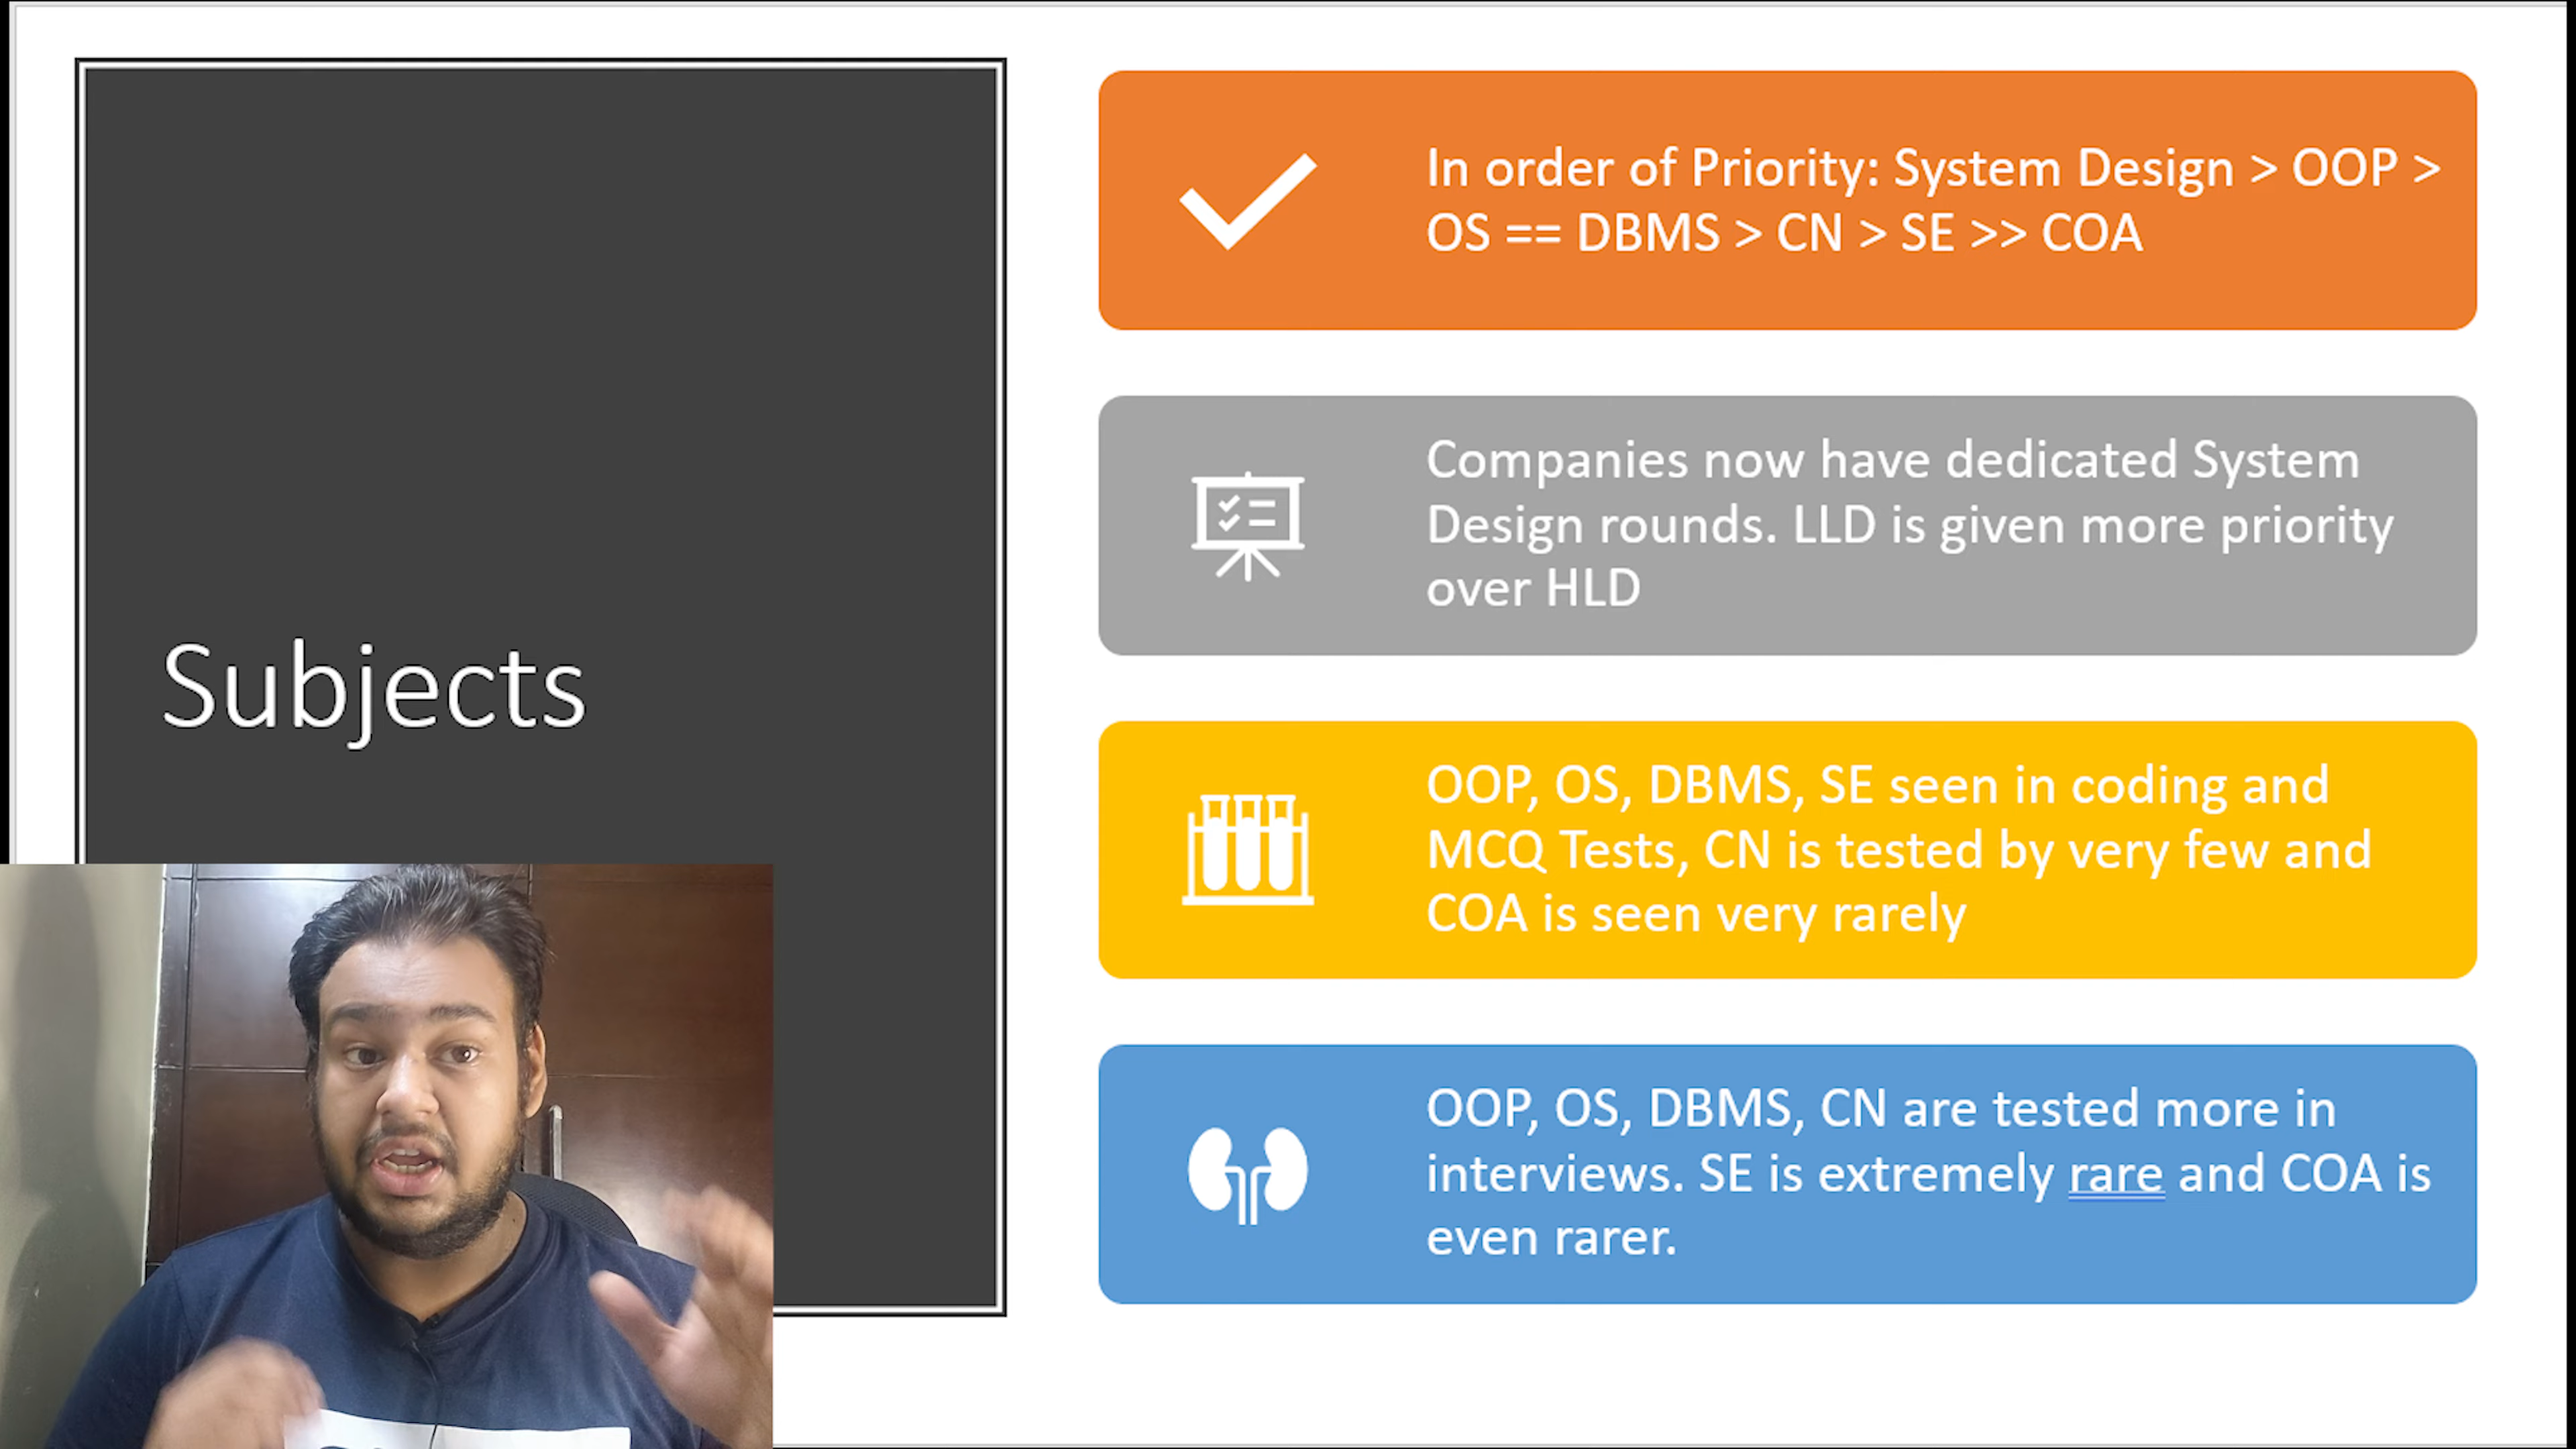 In order of Priority: System Design > OOP >
OS == DBMS > CN > SE >> COA
Companies now have dedicated System
Design rounds. LLD is given more priority
over HLD
Subjects
OOP, OS, DBMS, SE seen in coding and
MCQ Tests, CN is tested by very few and
COA is seen very rarely
OOP, OS, DBMS, CN are tested more in
interviews. SE is extremely rare and COA is
even rarer.